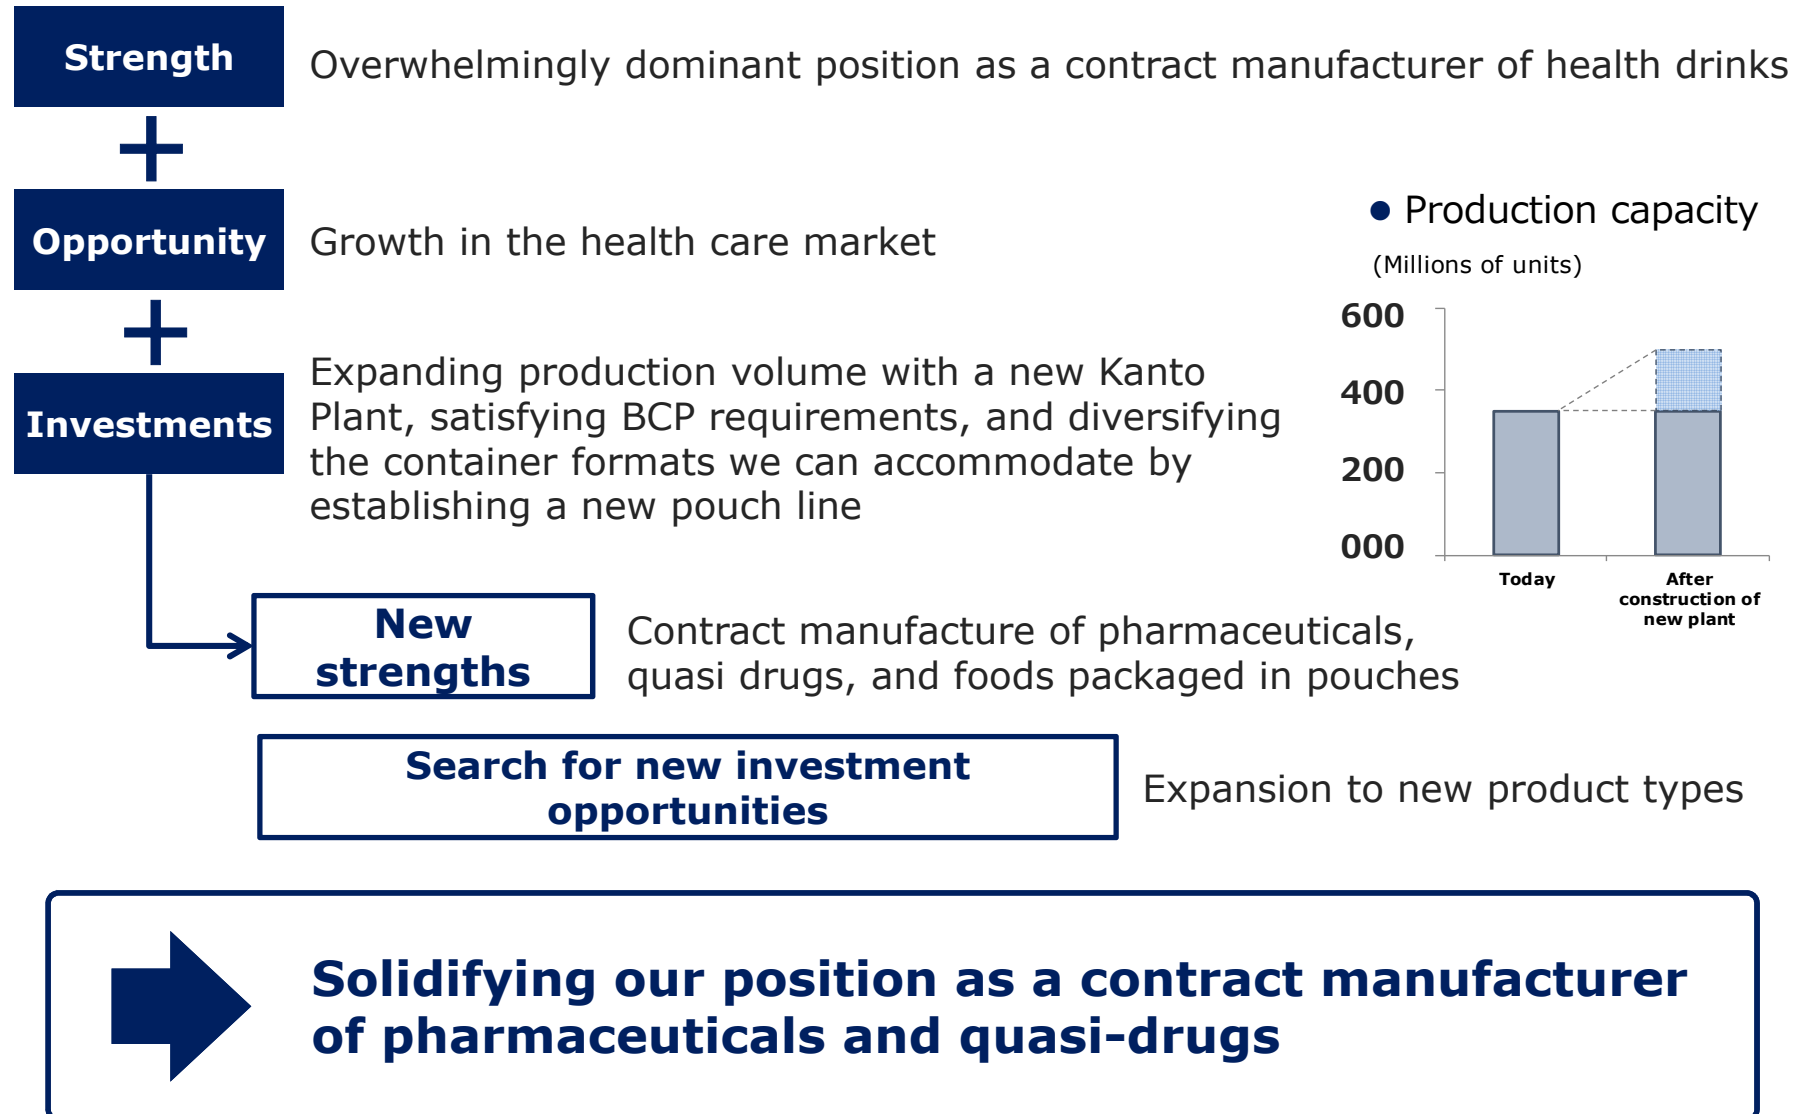 Strength
Overwhelmingly dominant position as a contract manufacturer of health drinks
Opportunity
Growth in the health care market
Investments
Expanding production volume with a new Kanto
Plant, satisfying BCP requirements, and diversifying
the container formats we can accommodate by
establishing a new pouch line
● Production capacity
(Millions of units)
600
400
200
000
Today
After
construction of
new plant
New
strengths
Contract manufacture of pharmaceuticals,
quasi drugs, and foods packaged in pouches
Search for new investment
opportunities
Expansion to new product types
Solidifying our position as a contract manufacturer
of pharmaceuticals and quasi-drugs